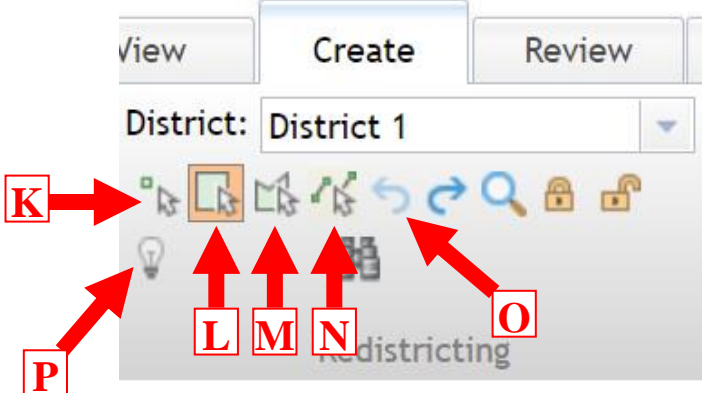 View Create Review
District: District 1
K
L M N O
Redistricting
P